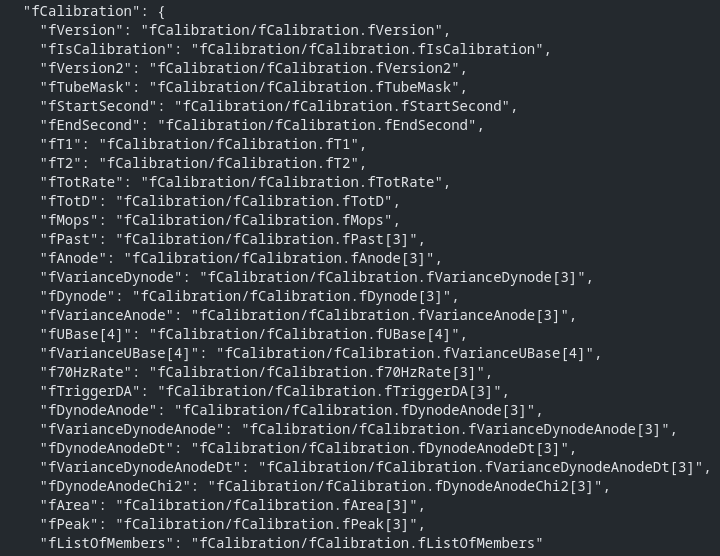 "fCalibration": {
"fVersion": "fCalibration/fCalibration.fVersion",
"fIsCalibration": "fCalibration/fCalibration.fIsCalibration",
"fVersion2": "fCalibration/fCalibration.fVersion2",
"fTubeMask": "fCalibration/fCalibration.fTubeMask",
"fStartSecond": "fCalibration/fCalibration.fStartSecond",
"fEndSecond": "fCalibration/fCalibration.fEndSecond",
"fT1": "fCalibration/fCalibration.fT1",
"fT2": "fCalibration/fCalibration.fT2",
"fTotRate": "fCalibration/fCalibration.fTotRate",
"fTotD": "fCalibration/fCalibration.fTotD",
"fMops": "fCalibration/fCalibration.fMops",
"fPast": "fCalibration/fCalibration.fPast[3]",
"fAnode": "fCalibration/fCalibration.fAnode[3]",
"fVarianceDynode": "fCalibration/fCalibration.fVarianceDynode[3]",
"fDynode": "fCalibration/fCalibration.fDynode[3]",
"fVarianceAnode": "fCalibration/fCalibration.fVarianceAnode[3]",
"fUBase[4]": "fCalibration/fCalibration.fUBase[4]",
"fVarianceUBase[4]": "fCalibration/fCalibration.fVarianceUBase[4]",
"f70HzRate": "fCalibration/fCalibration.f70HzRate[3]",
"fTriggerDA": "fCalibration/fCalibration.fTriggerDA[3]",
"fDynodeAnode": "fCalibration/fCalibration.fDynodeAnode[3]",
"fVarianceDynodeAnode": "fCalibration/fCalibration.fVarianceDynodeAnode[3]",
"fDynodeAnodeDt": "fCalibration/fCalibration.fDynodeAnodeDt[3]",
"fVarianceDynodeAnodeDt": "fCalibration/fCalibration.fVarianceDynodeAnodeDt[3]",
"fDynodeAnodeChi2": "fCalibration/fCalibration.fDynodeAnodeChi2[3]",
"fArea": "fCalibration/fCalibration.fArea[3]",
"fPeak": "fCalibration/fCalibration.fPeak[3]",
"fListOfMembers": "fCalibration/fCalibration.fListOfMembers"